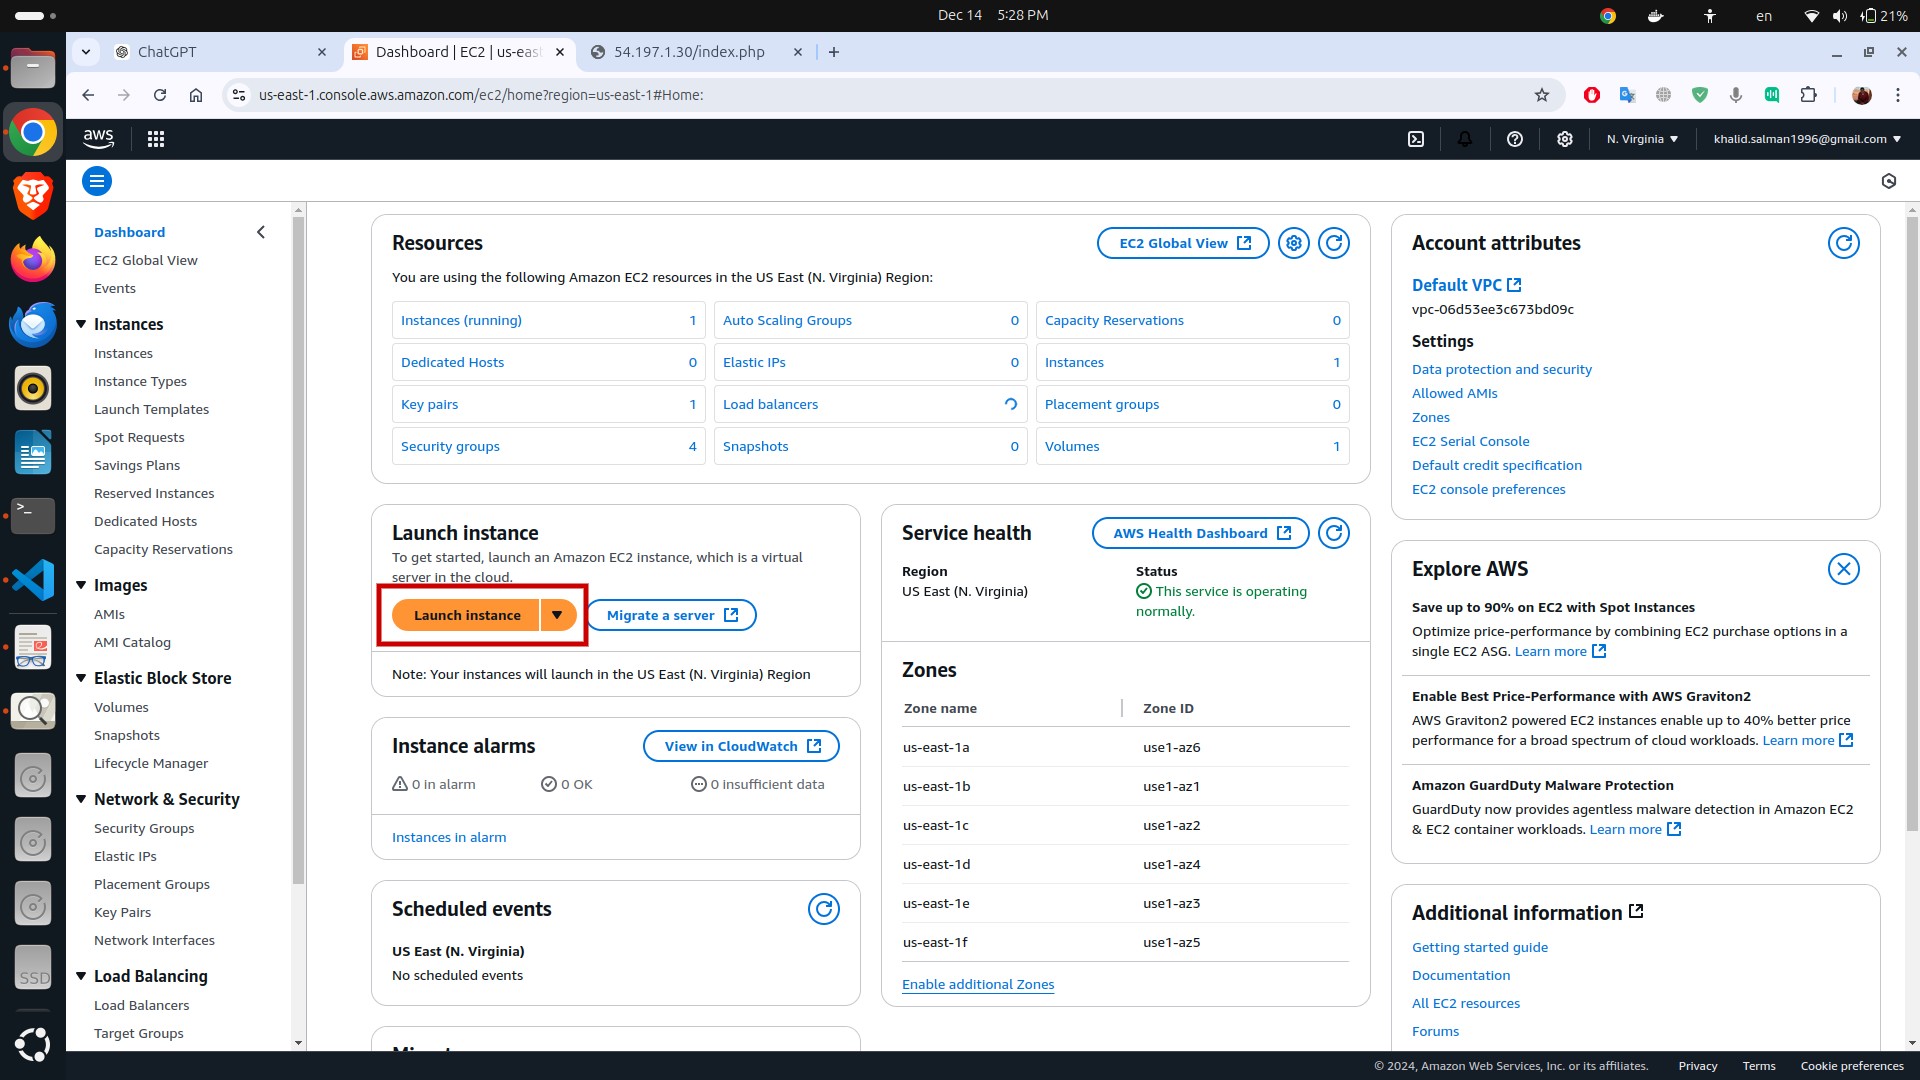 Dec 14 5:28 PM
en
21%
ChatGPT
Dashboard | EC2 | us-east
54.197.1.30/index.php
us-east-1.console.aws.amazon.com/ec2/home?region=us-east-1#Home:
aws
N. Virginia
khalid.salman1996@gmail.com
Dashboard
EC2 Global View
Events
Instances
Instances
Instance Types
Launch Templates
Spot Requests
Savings Plans
Reserved Instances
Dedicated Hosts
Capacity Reservations
Images
AMIs
AMI Catalog
Elastic Block Store
Volumes
Snapshots
Lifecycle Manager
Network & Security
Security Groups
Elastic IPs
Placement Groups
Key Pairs
Network Interfaces
Load Balancing
Load Balancers
Target Groups
SSD
Resources
EC2 Global View
You are using the following Amazon EC2 resources in the US East (N. Virginia) Region:
Instances (running) 1
Auto Scaling Groups 0
Capacity Reservations 0
Dedicated Hosts 0
Elastic IPs 0
Instances 1
Key pairs 1
Load balancers
Placement groups 0
Security groups 4
Snapshots 0
Volumes 1
Launch instance
To get started, launch an Amazon EC2 instance, which is a virtual
server in the cloud.
Launch instance
Migrate a server
Note: Your instances will launch in the US East (N. Virginia) Region
Instance alarms
View in CloudWatch
0 in alarm
0 OK
0 insufficient data
Instances in alarm
Scheduled events
US East (N. Virginia)
No scheduled events
Service health
AWS Health Dashboard
Region
US East (N. Virginia)
Status
This service is operating
normally.
Zones
Zone name Zone ID
us-east-1a use1-az6
us-east-1b use1-az1
us-east-1c use1-az2
us-east-1d use1-az4
us-east-1e use1-az3
us-east-1f use1-az5
Enable additional Zones
Account attributes
Default VPC
vpc-06d53ee3c673bd09c
Settings
Data protection and security
Allowed AMIs
Zones
EC2 Serial Console
Default credit specification
EC2 console preferences
Explore AWS
Save up to 90% on EC2 with Spot Instances
Optimize price-performance by combining EC2 purchase options in a
single EC2 ASG. Learn more
Enable Best Price-Performance with AWS Graviton2
AWS Graviton2 powered EC2 instances enable up to 40% better price
performance for a broad spectrum of cloud workloads. Learn more
Amazon GuardDuty Malware Protection
GuardDuty now provides agentless malware detection in Amazon EC2
& EC2 container workloads. Learn more
Additional information
Getting started guide
Documentation
All EC2 resources
Forums
© 2024, Amazon Web Services, Inc. or its affiliates.
Privacy
Terms
Cookie preferences